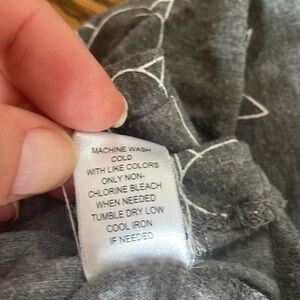 MACHINE WASH
COLD
WITH LIKE COLORS
ONLY NON-
CHLORINE BLEACH
WHEN NEEDED
TUMBLE DRY LOW
COOL IRON
IF NEEDED